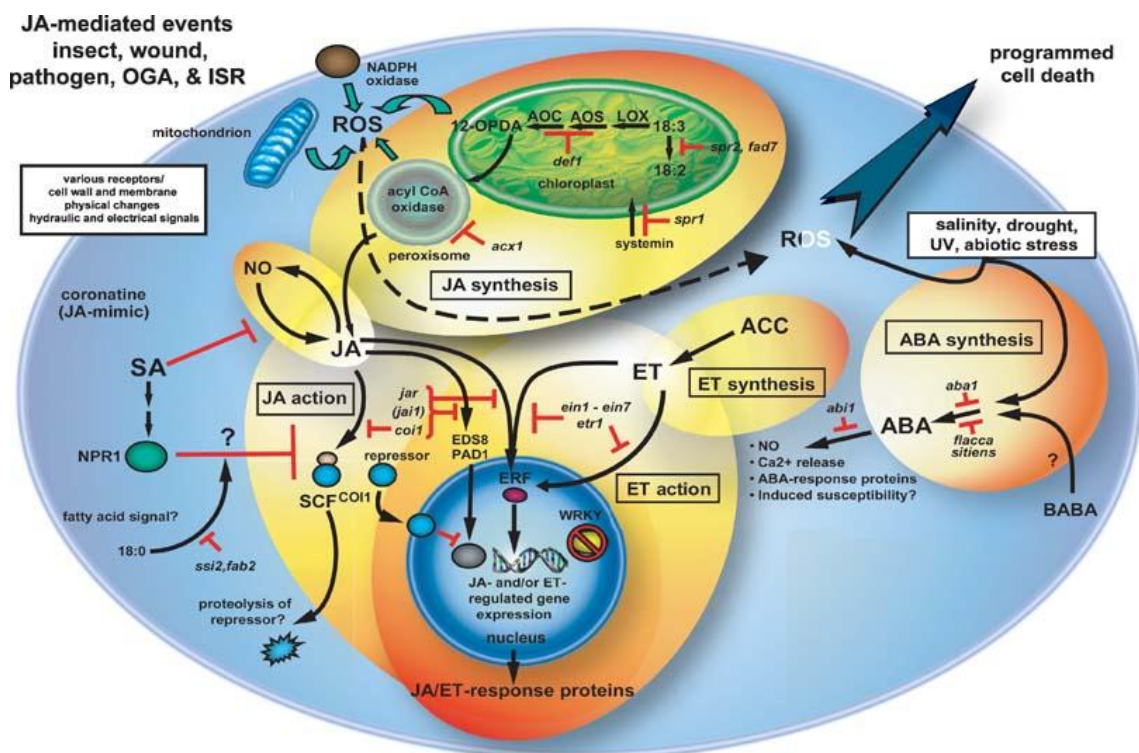 JA-mediated events
insect, wound,
pathogen, OGA, & ISR
NADPH
oxidase
mitochondrion
ROS
various receptors/
cell wall and membrane
physical changes
hydraulic and electrical signals
12-OPDA
AOC
AOS
LOX
18:3
def1
spr2, fad7
18:2
chloroplast
acyl CoA
oxidase
peroxisome
acx1
systemin
spr1
JA synthesis
programmed
cell death
ROS
salinity, drought,
UV, abiotic stress
NO
coronatine
(JA-mimic)
SA
JA
JA action
NPR1
?
fatty acid signal?
18:0
ssi2,fab2
jar
(jai1)
coi1
repressor
SCFCOI1
proteolysis of
repressor?
EDS8
PAD1
ACC
ET
ET synthesis
ein1 - ein7
etr1
ET action
ERF
WRKY
JA- and/or ET-
regulated gene
expression
nucleus
JA/ET-response proteins
ABA synthesis
aba1
abi1
ABA
flacca
sitiens
• NO
• Ca2+ release
• ABA-response proteins
• Induced susceptibility?
?
BABA